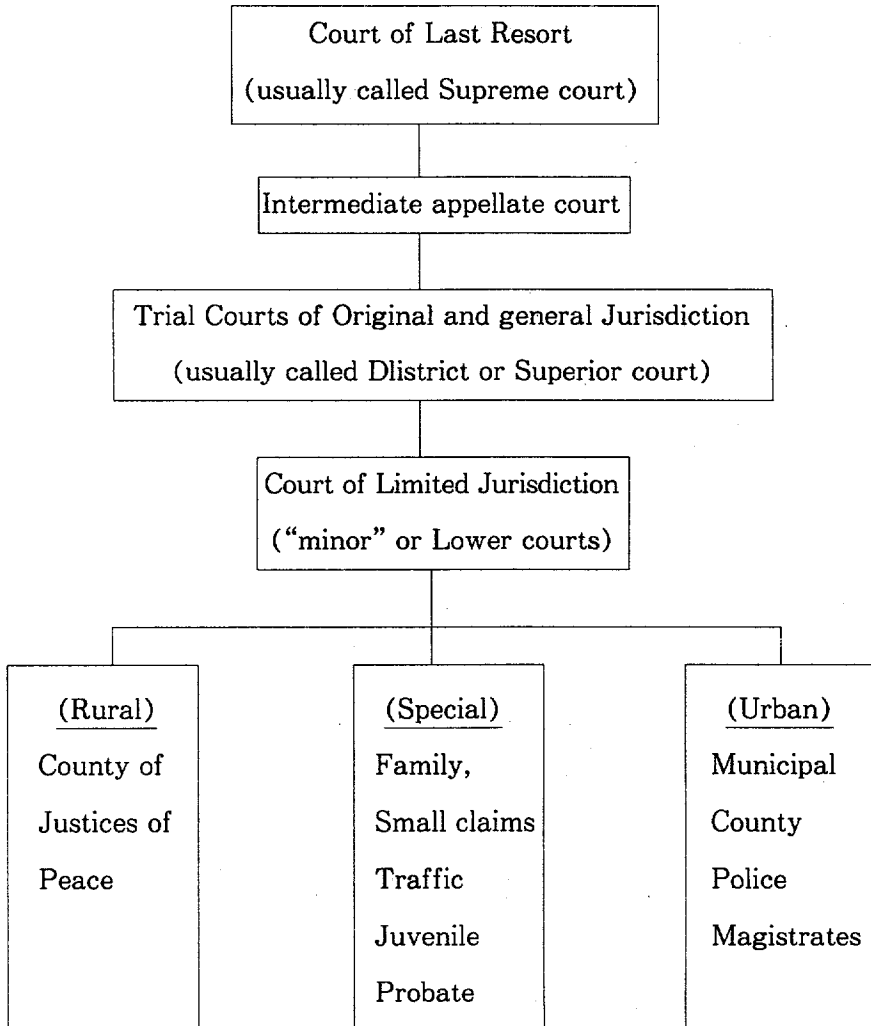 Court of Last Resort
(usually called Supreme court)
Intermediate appellate court
Trial Courts of Original and general Jurisdiction
(usually called Dlistrict or Superior court)
Court of Limited Jurisdiction
(“minor” or Lower courts)
(Rural)
County of
Justices of
Peace
(Special)
Family,
Small claims
Traffic
Juvenile
Probate
(Urban)
Municipal
County
Police
Magistrates